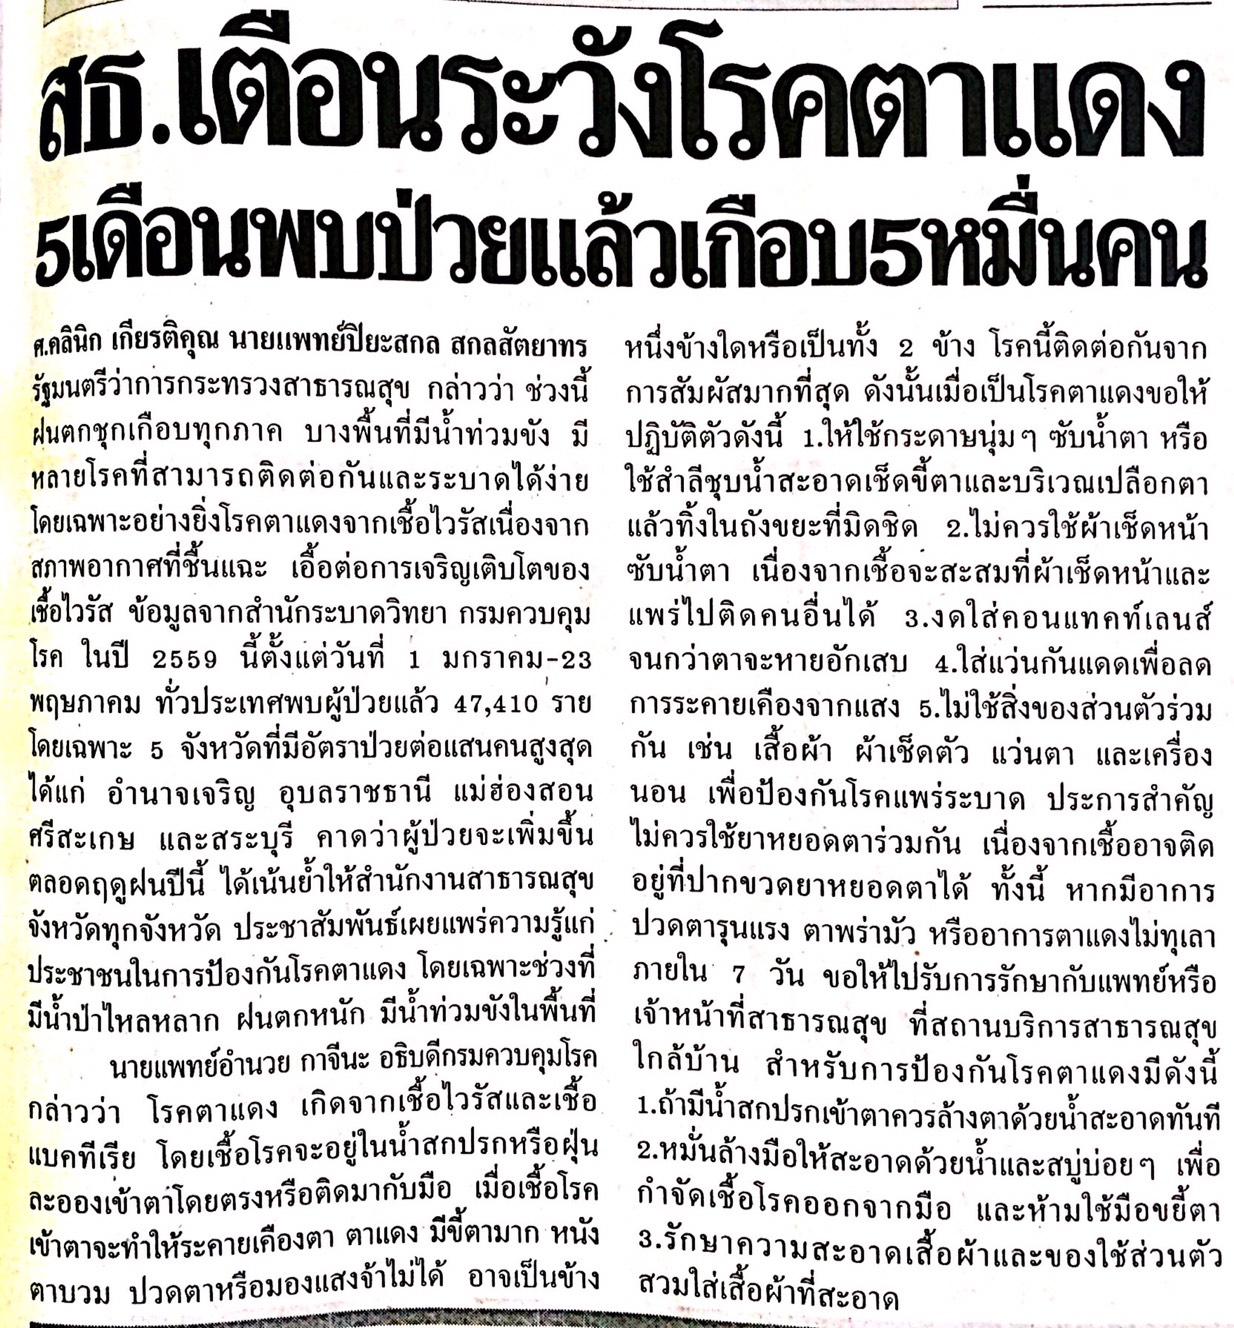 สธ.เตือนระวังโรคตาแดง
5เดือนพบป่วยแล้วเกือบ5หมื่นคน
ศ.คลินิก เกียรติคุณ นายแพทย์ปิยะสกล สกลสัตยาทร
รัฐมนตรีว่าการกระทรวงสาธารณสุข กล่าวว่า ช่วงนี้
ฝนตกชุกเกือบทุกภาค บางพื้นที่มีน้ำท่วมขัง มี
หลายโรคที่สามารถติดต่อกันและระบาดได้ง่าย
โดยเฉพาะอย่างยิ่งโรคตาแดงจากเชื้อไวรัสเนื่องจาก
สภาพอากาศที่ชื้นแฉะ เอื้อต่อการเจริญเติบโตของ
เชื้อไวรัส ข้อมูลจากสำนักระบาดวิทยา กรมควบคุม
โรค ในปี 2559 นี้ตั้งแต่วันที่ 1 มกราคม-23
พฤษภาคม ทั่วประเทศพบผู้ป่วยแล้ว 47,410 ราย
โดยเฉพาะ 5 จังหวัดที่มีอัตราป่วยต่อแสนคนสูงสุด
ได้แก่ อำนาจเจริญ อุบลราชธานี แม่ฮ่องสอน
ศรีสะเกษ และสระบุรี คาดว่าผู้ป่วยจะเพิ่มขึ้น
ตลอดฤดูฝนปีนี้ ได้เน้นย้ำให้สำนักงานสาธารณสุข
จังหวัดทุกจังหวัด ประชาสัมพันธ์เผยแพร่ความรู้แก่
ประชาชนในการป้องกันโรคตาแดง โดยเฉพาะช่วงที่
มีน้ำป่าไหลหลาก ฝนตกหนัก มีน้ำท่วมขังในพื้นที่
นายแพทย์อำนวย กาจีนะ อธิบดีกรมควบคุมโรค
กล่าวว่า โรคตาแดง เกิดจากเชื้อไวรัสและเชื้อ
แบคทีเรีย โดยเชื้อโรคจะอยู่ในน้ำสกปรกหรือฝุ่น
ละอองเข้าตาโดยตรงหรือติดมากับมือ เมื่อเชื้อโรค
เข้าตาจะทำให้ระคายเคืองตา ตาแดง มีขี้ตามาก หนัง
ตาบวม ปวดตาหรือมองแสงจ้าไม่ได้ อาจเป็นข้าง
หนึ่งข้างใดหรือเป็นทั้ง 2 ข้าง โรคนี้ติดต่อกันจาก
การสัมผัสมากที่สุด ดังนั้นเมื่อเป็นโรคตาแดงขอให้
ปฏิบัติตัวดังนี้ 1.ให้ใช้กระดาษนุ่มๆ ซับน้ำตา หรือ
ใช้สำลีชุบน้ำสะอาดเช็ดขี้ตาและบริเวณเปลือกตา
แล้วทิ้งในถังขยะที่มิดชิด 2.ไม่ควรใช้ผ้าเช็ดหน้า
ซับน้ำตา เนื่องจากเชื้อจะสะสมที่ผ้าเช็ดหน้าและ
แพร่ไปติดคนอื่นได้ 3.งดใส่คอนแทคท์เลนส์
จนกว่าตาจะหายอักเสบ 4.ใส่แว่นกันแดดเพื่อลด
การระคายเคืองจากแสง 5.ไม่ใช้สิ่งของส่วนตัวร่วม
กัน เช่น เสื้อผ้า ผ้าเช็ดตัว แว่นตา และเครื่อง
นอน เพื่อป้องกันโรคแพร่ระบาด ประการสำคัญ
ไม่ควรใช้ยาหยอดตาร่วมกัน เนื่องจากเชื้ออาจติด
อยู่ที่ปากขวดยาหยอดตาได้ ทั้งนี้ หากมีอาการ
ปวดตารุนแรง ตาพร่ามัว หรืออาการตาแดงไม่ทุเลา
ภายใน 7 วัน ขอให้ไปรับการรักษากับแพทย์หรือ
เจ้าหน้าที่สาธารณสุข ที่สถานบริการสาธารณสุข
ใกล้บ้าน สำหรับการป้องกันโรคตาแดงมีดังนี้
1.ถ้ามีน้ำสกปรกเข้าตาควรล้างตาด้วยน้ำสะอาดทันที
2.หมั่นล้างมือให้สะอาดด้วยน้ำและสบู่บ่อยๆ เพื่อ
กำจัดเชื้อโรคออกจากมือ และห้ามใช้มือขยี้ตา
3.รักษาความสะอาดเสื้อผ้าและของใช้ส่วนตัว
สวมใส่เสื้อผ้าที่สะอาด